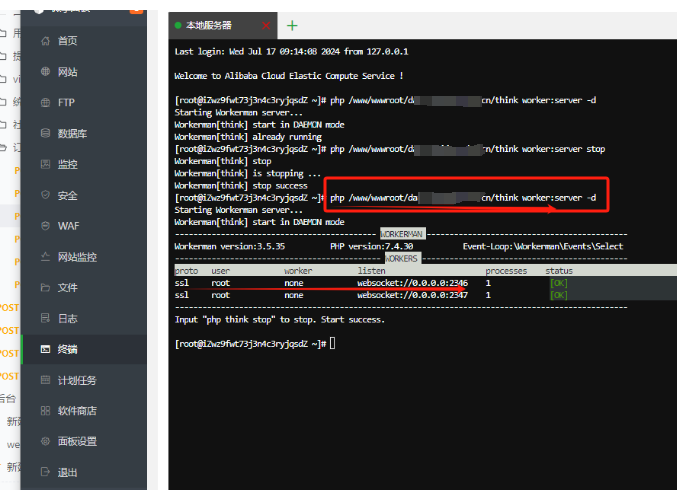 首页
网站
FTP
数据库
监控
安全
WAF
网站监控
文件
日志
终端
计划任务
软件商店
面板设置
退出
POST
POST
POST
POST
后台
本地服务器
Last login: Wed Jul 17 09:14:08 2024 from 127.0.0.1
Welcome to Alibaba Cloud Elastic Compute Service !
[root@iZwz9fwt73j3n4c3ryjqsdZ ~]# php /www/wwwroot/da cn/think worker:server -d
Starting Workerman server...
Workerman[think] start in DAEMON mode
Workerman[think] already running
[root@iZwz9fwt73j3n4c3ryjqsdZ ~]# php /www/wwwroot/da cn/think worker:server stop
Workerman[think] stop
Workerman[think] is stopping ...
Workerman[think] stop success
[root@iZwz9fwt73j3n4c3ryjqsdZ ~]# php /www/wwwroot/da cn/think worker:server -d
Starting Workerman server...
Workerman[think] start in DAEMON mode
WORKERMAN
Workerman version:3.5.35 PHP version:7.4.30 Event-Loop:\Workerman\Events\Select
WORKERS
proto user worker listen processes status
ssl root none websocket://0.0.0.0:2346 1 [OK]
ssl root none websocket://0.0.0.0:2347 1 [OK]
Input "php think stop" to stop. Start success.
[root@iZwz9fwt73j3n4c3ryjqsdZ ~]#